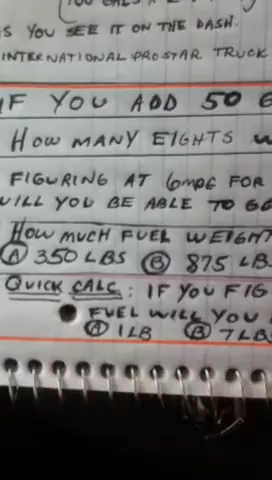 S YOU SEE IT ON THE DASH.
INTERNATIONAL PROSTAR TRUCK
IF YOU ADD 50 G
HOW MANY EIGHTS
FIGURING AT 6MPG FOR
WILL YOU BE ABLE TO GO
HOW MUCH FUEL WEIGHT
A 350 LBS B 875 LB
QUICK CALC: IF YOU FIG
FUEL WILL YOU
A 1LB B 7LBS